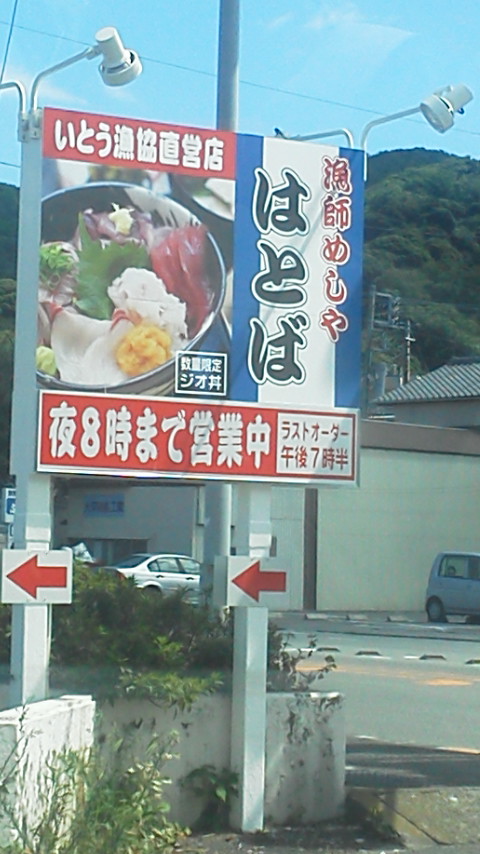 いとう漁協直営店
漁師めしや
はとば
数量限定
ジオ丼
夜8時まで営業中
ラストオーダー
午後7時半